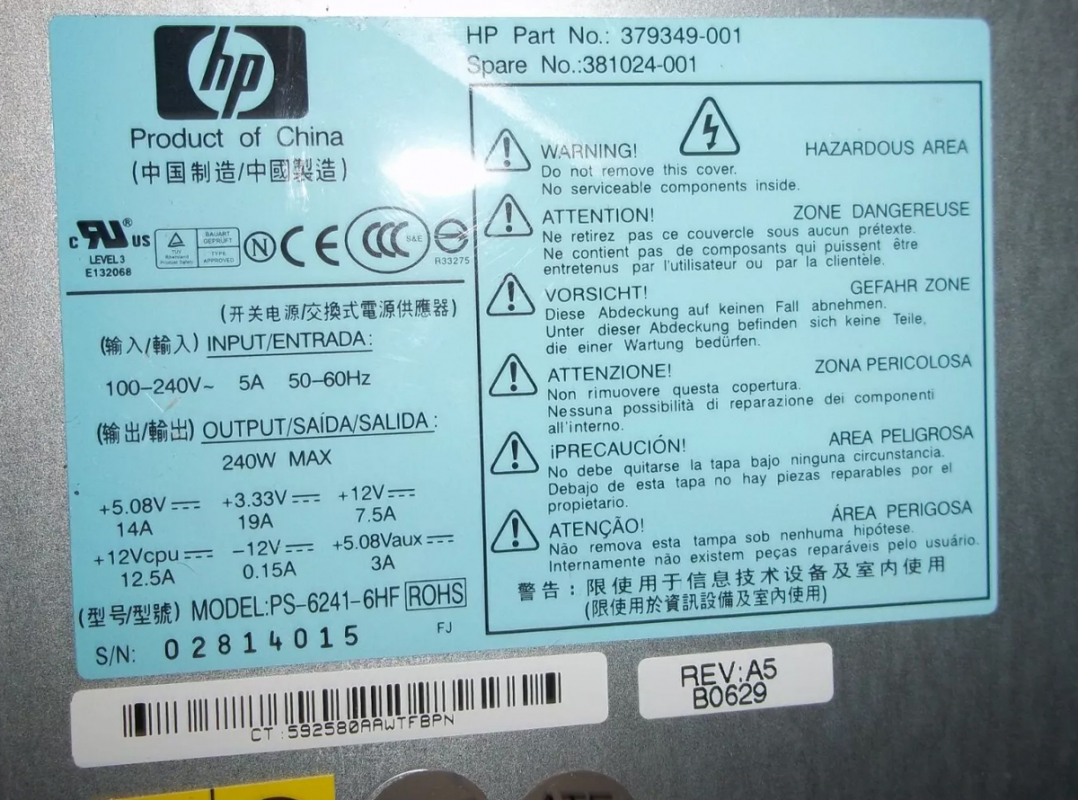 hp
Product of China
(中国制造/中國製造)
HP Part No.: 379349-001
Spare No.:381024-001
c RU US
LEVEL 3
E132068
TÜV
BAUART
GEPRÜFT
TYPE
APPROVED
N
CE
CCC S&E
R33275
(开关电源/交換式電源供應器)
(输入/輸入) INPUT/ENTRADA:
100-240V~ 5A 50-60Hz
(输出/輸出) OUTPUT/SAÍDA/SALIDA:
240W MAX
+5.08V +3.33V +12V
14A 19A 7.5A
+12Vcpu -12V +5.08Vaux
12.5A 0.15A 3A
(型号/型號) MODEL:PS-6241-6HF ROHS
S/N: 02814015 FJ
WARNING! HAZARDOUS AREA
Do not remove this cover.
No serviceable components inside.
ATTENTION! ZONE DANGEREUSE
Ne retirez pas ce couvercle sous aucun prétexte.
Ne contient pas de composants qui puissent être
entretenus par l'utilisateur ou par la clientèle.
VORSICHT! GEFAHR ZONE
Diese Abdeckung auf keinen Fall abnehmen.
Unter dieser Abdeckung befinden sich keine Teile,
die einer Wartung bedürfen.
ATTENZIONE! ZONA PERICOLOSA
Non rimuovere questa copertura.
Nessuna possibilità di reparazione dei componenti
all'interno.
¡PRECAUCIÓN! AREA PELIGROSA
No debe quitarse la tapa bajo ninguna circunstancia.
Debajo de esta tapa no hay piezas reparables por el
propietario.
ATENÇÃO! ÁREA PERIGOSA
Não remova esta tampa sob nenhuma hipótese.
Internamente não existem peças reparáveis pelo usuário.
警告：限使用于信息技术设备及室内使用
(限使用於資訊設備及室內使用)
CT:592580AAWTFBPN
REV:A5
B0629